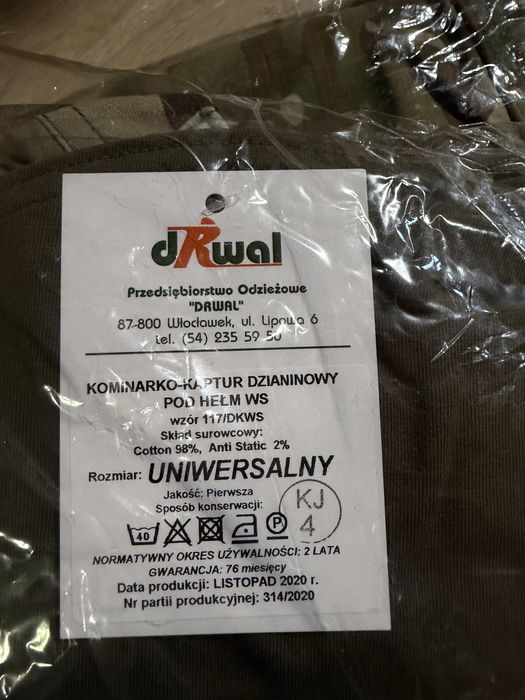 dRwal
Przedsiębiorstwo Odzieżowe
"DRWAL"
87-800 Włocławek, ul. Lipowa 6
tel. (54) 235 59 50
KOMINARKO-KAPTUR DZIANINOWY
POD HEŁM WS
wzór 117/DKWS
Skład surowcowy:
Cotton 98%, Anti Static 2%
Rozmiar: UNIWERSALNY
Jakość: Pierwsza
Sposób konserwacji:
KJ
4
40 P
NORMATYWNY OKRES UŻYWALNOŚCI: 2 LATA
GWARANCJA: 76 miesięcy
Data produkcji: LISTOPAD 2020 r.
Nr partii produkcyjnej: 314/2020